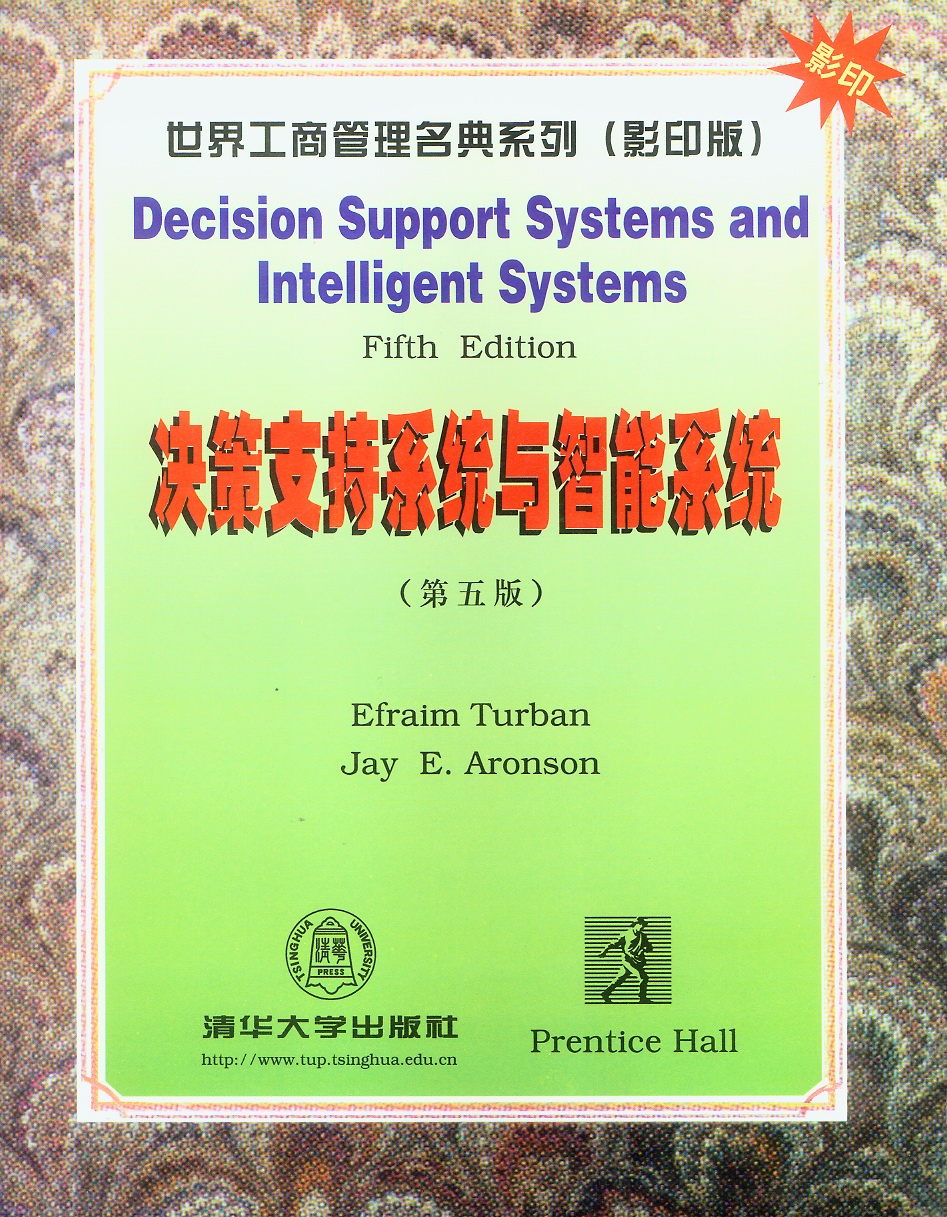 影印
世界工商管理名典系列（影印版）
Decision Support Systems and
Intelligent Systems
Fifth Edition
决策支持系统与智能系统
（第五版）
Efraim Turban
Jay E. Aronson
TSINGHUA UNIVERSITY
清華
PRESS
清华大学出版社
http://www.tup.tsinghua.edu.cn
Prentice Hall